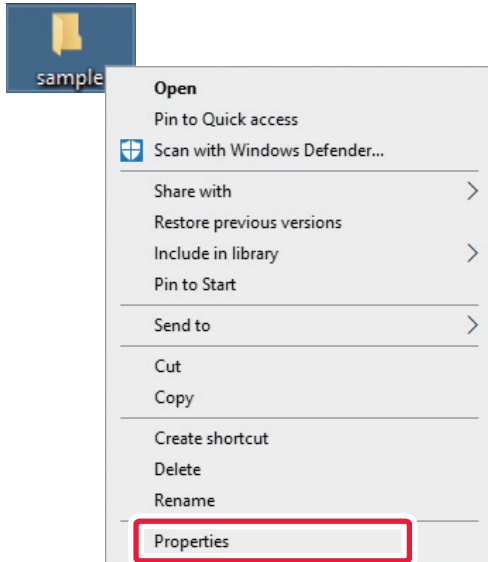 sample
Open
Pin to Quick access
Scan with Windows Defender...
Share with
Restore previous versions
Include in library
Pin to Start
Send to
Cut
Copy
Create shortcut
Delete
Rename
Properties